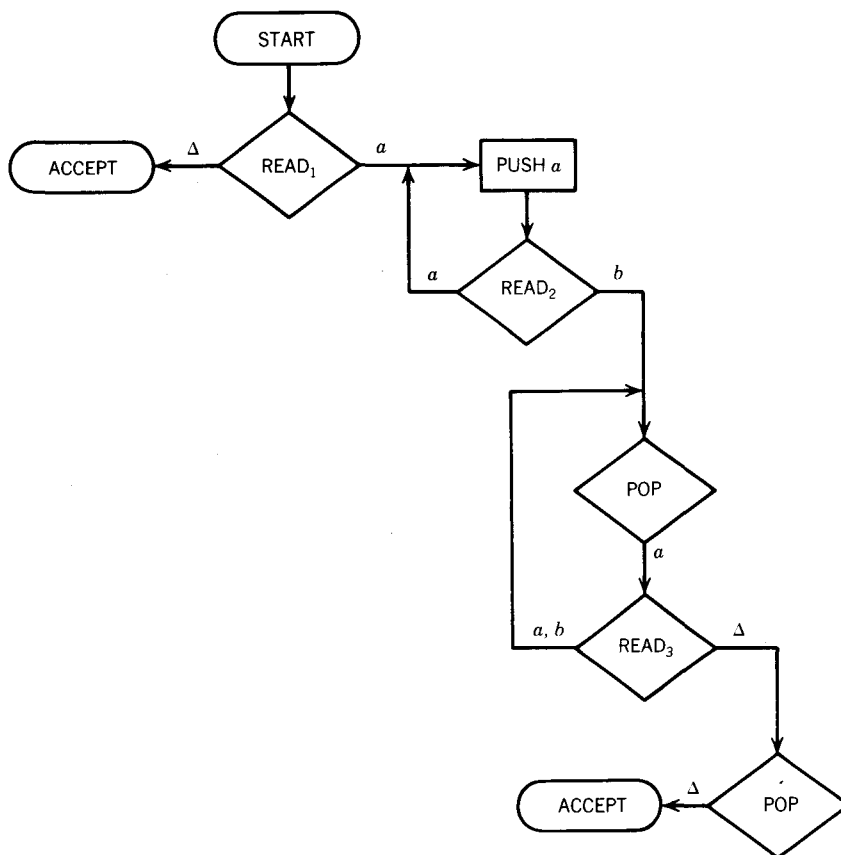 START
Δ
READ₁
a
PUSH a
ACCEPT
a
READ₂
b
POP
a
a, b
READ₃
Δ
ACCEPT
Δ
POP